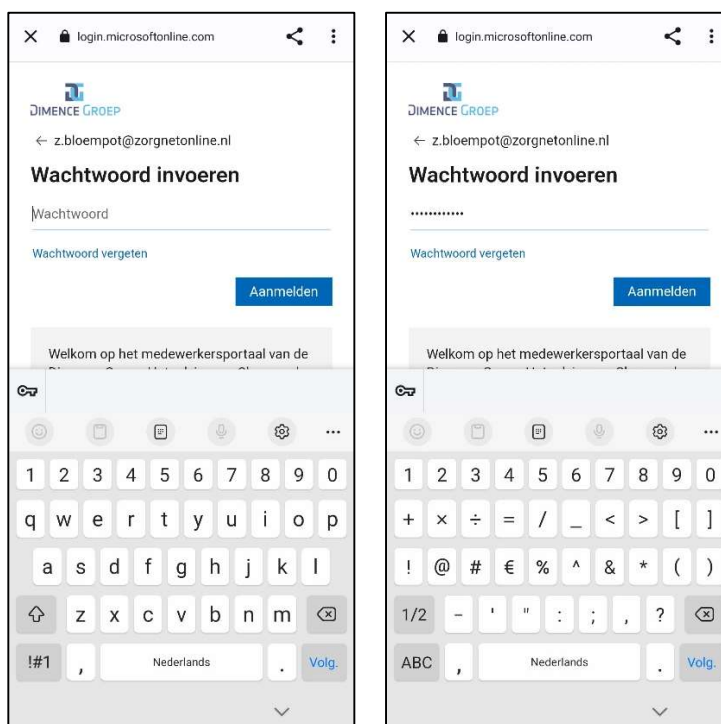 login.microsoftonline.com
DIMENCE GROEP
z.bloempot@zorgnetonline.nl
Wachtwoord invoeren
Wachtwoord
Wachtwoord vergeten
Aanmelden
Welkom op het medewerkersportaal van de
1 2 3 4 5 6 7 8 9 0
q w e r t y u i o p
a s d f g h j k l
z x c v b n m
!#1 , Nederlands . Volg.
login.microsoftonline.com
DIMENCE GROEP
z.bloempot@zorgnetonline.nl
Wachtwoord invoeren
••••••••••••
Wachtwoord vergeten
Aanmelden
Welkom op het medewerkersportaal van de
1 2 3 4 5 6 7 8 9 0
+ × ÷ = / _ < > [ ]
! @ # € % ^ & * ( )
1/2 - ' " : ; , ?
ABC , Nederlands . Volg.